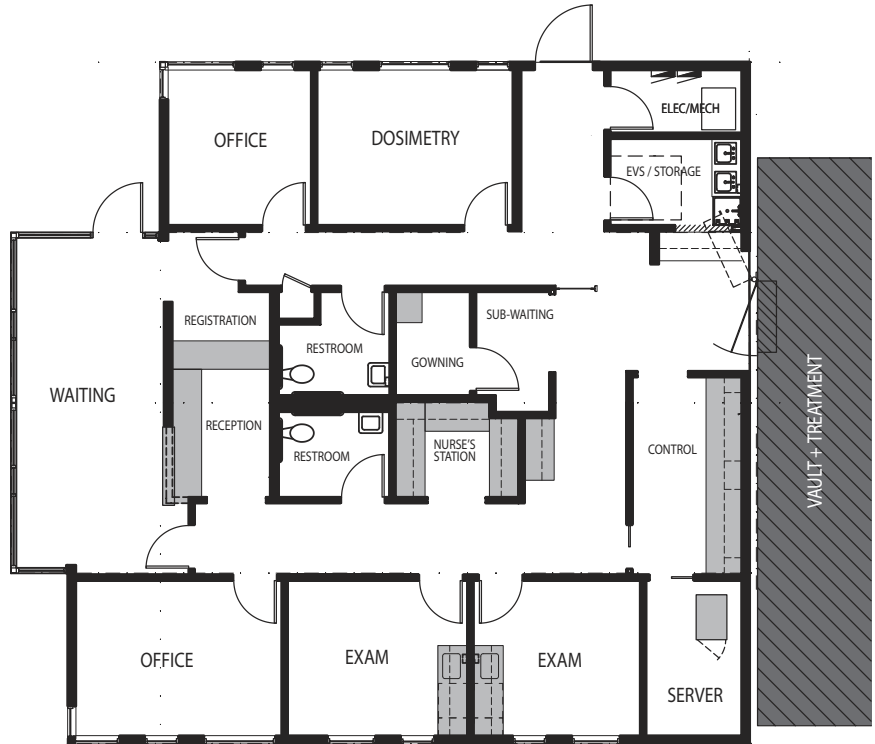 ELEC/MECH
OFFICE
DOSIMETRY
EVS / STORAGE
REGISTRATION
SUB-WAITING
RESTROOM
GOWNING
WAITING
RECEPTION
RESTROOM
NURSE'S
STATION
CONTROL
VAULT + TREATMENT
OFFICE
EXAM
EXAM
SERVER